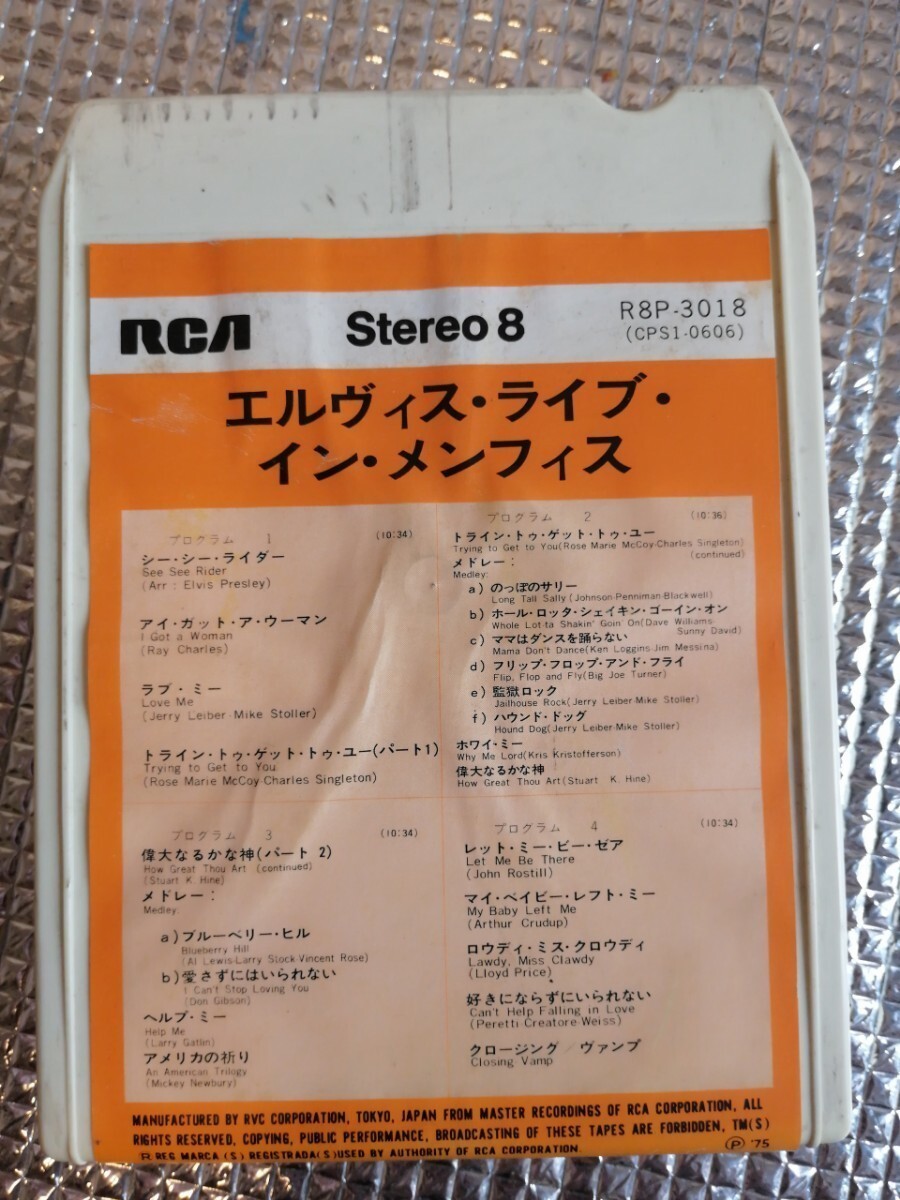 RCA
Stereo 8
R8P-3018
(CPS1-0606)
エルヴィス・ライブ・
イン・メンフィス
プログラム 1 (10:34)
シー・シー・ライダー
See See Rider
(Arr : Elvis Presley)
アイ・ガット・ア・ウーマン
I Got a Woman
(Ray Charles)
ラブ・ミー
Love Me
(Jerry Leiber-Mike Stoller)
トライン・トゥ・ゲット・トゥ・ユー(パート1)
Trying to Get to You
(Rose Marie McCoy-Charles Singleton)
プログラム 2 (10:36)
トライン・トゥ・ゲット・トゥ・ユー
Trying to Get to You(Rose Marie McCoy-Charles Singleton)
(continued)
メドレー:
Medley:
a) のっぽのサリー
Long Tall Sally (Johnson-Penniman-Blackwell)
b) ホール・ロッタ・シェイキン・ゴーイン・オン
Whole Lot-ta Shakin' Goin' On(Dave Williams-
Sunny David)
c) ママはダンスを踊らない
Mama Don't Dance(Ken Loggins-Jim Messina)
d) フリップ・フロップ・アンド・フライ
Flip, Flop and Fly(Big Joe Turner)
e) 監獄ロック
Jailhouse Rock(Jerry Leiber-Mike Stoller)
f) ハウンド・ドッグ
Hound Dog(Jerry Leiber-Mike Stoller)
ホワイ・ミー
Why Me Lord(Kris Kristofferson)
偉大なるかな神
How Great Thou Art(Stuart K. Hine)
プログラム 3 (10:34)
偉大なるかな神(パート 2)
How Great Thou Art (continued)
(Stuart K. Hine)
メドレー:
Medley:
a) ブルーベリー・ヒル
Blueberry Hill
(Al Lewis-Larry Stock-Vincent Rose)
b) 愛さずにはいられない
I Can't Stop Loving You
(Don Gibson)
ヘルプ・ミー
Help Me
(Larry Gatlin)
アメリカの祈り
An American Trilogy
(Mickey Newbury)
プログラム 4 (10:34)
レット・ミー・ビー・ゼア
Let Me Be There
(John Rostill)
マイ・ベイビー・レフト・ミー
My Baby Left Me
(Arthur Crudup)
ロウディ・ミス・クロウディ
Lawdy, Miss Clawdy
(Lloyd Price)
好きにならずにいられない
Can't Help Falling in Love
(Peretti-Creatore-Weiss)
クロージング/ヴァンプ
Closing Vamp
MANUFACTURED BY RVC CORPORATION, TOKYO, JAPAN FROM MASTER RECORDINGS OF RCA CORPORATION, ALL
RIGHTS RESERVED, COPYING, PUBLIC PERFORMANCE, BROADCASTING OF THESE TAPES ARE FORBIDDEN, TM(S)
R REG MARCA (S) REGISTRADA(S)USED BY AUTHORITY OF RCA CORPORATION.
Ⓟ '75